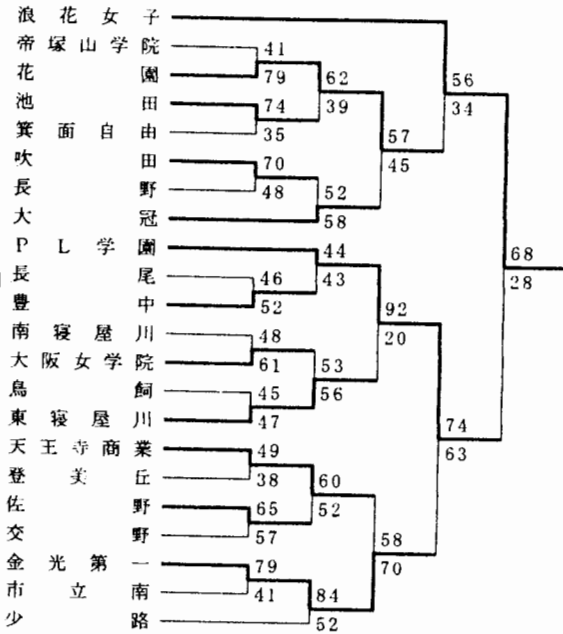 浪花女子
帝塚山学院 41
花園 79
62
39
池田 74
箕面自由 35
57
45
吹田 70
長野 48
52
58
大冠
56
34
PL学園
44
43
長尾 46
豊中 52
92
20
南寝屋川 48
大阪女学院 61
53
56
鳥飼 45
東寝屋川 47
68
28
天王寺商業 49
登美丘 38
60
52
佐野 65
交野 57
74
63
58
70
金光第一 79
市立南 41
84
52
少路